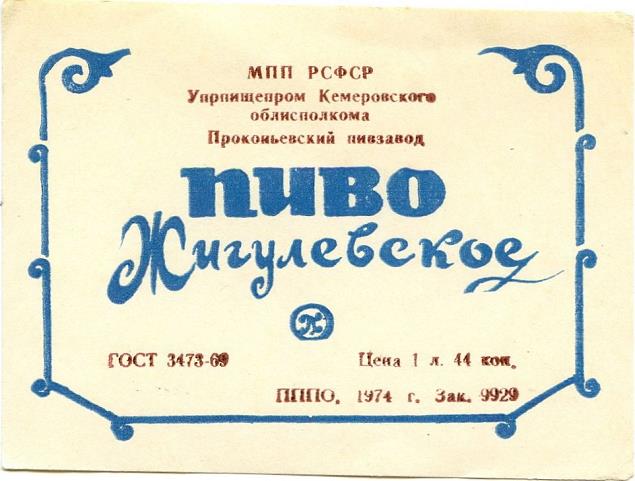 МПП РСФСР
Упрпищепром Кемеровского
облисполкома
Прокопьевский пивзавод
ПИВО
Жигулевское
П
ГОСТ 3473-69
Цена 1 л. 44 коп.
ПППО. 1974 г. Зак. 9929